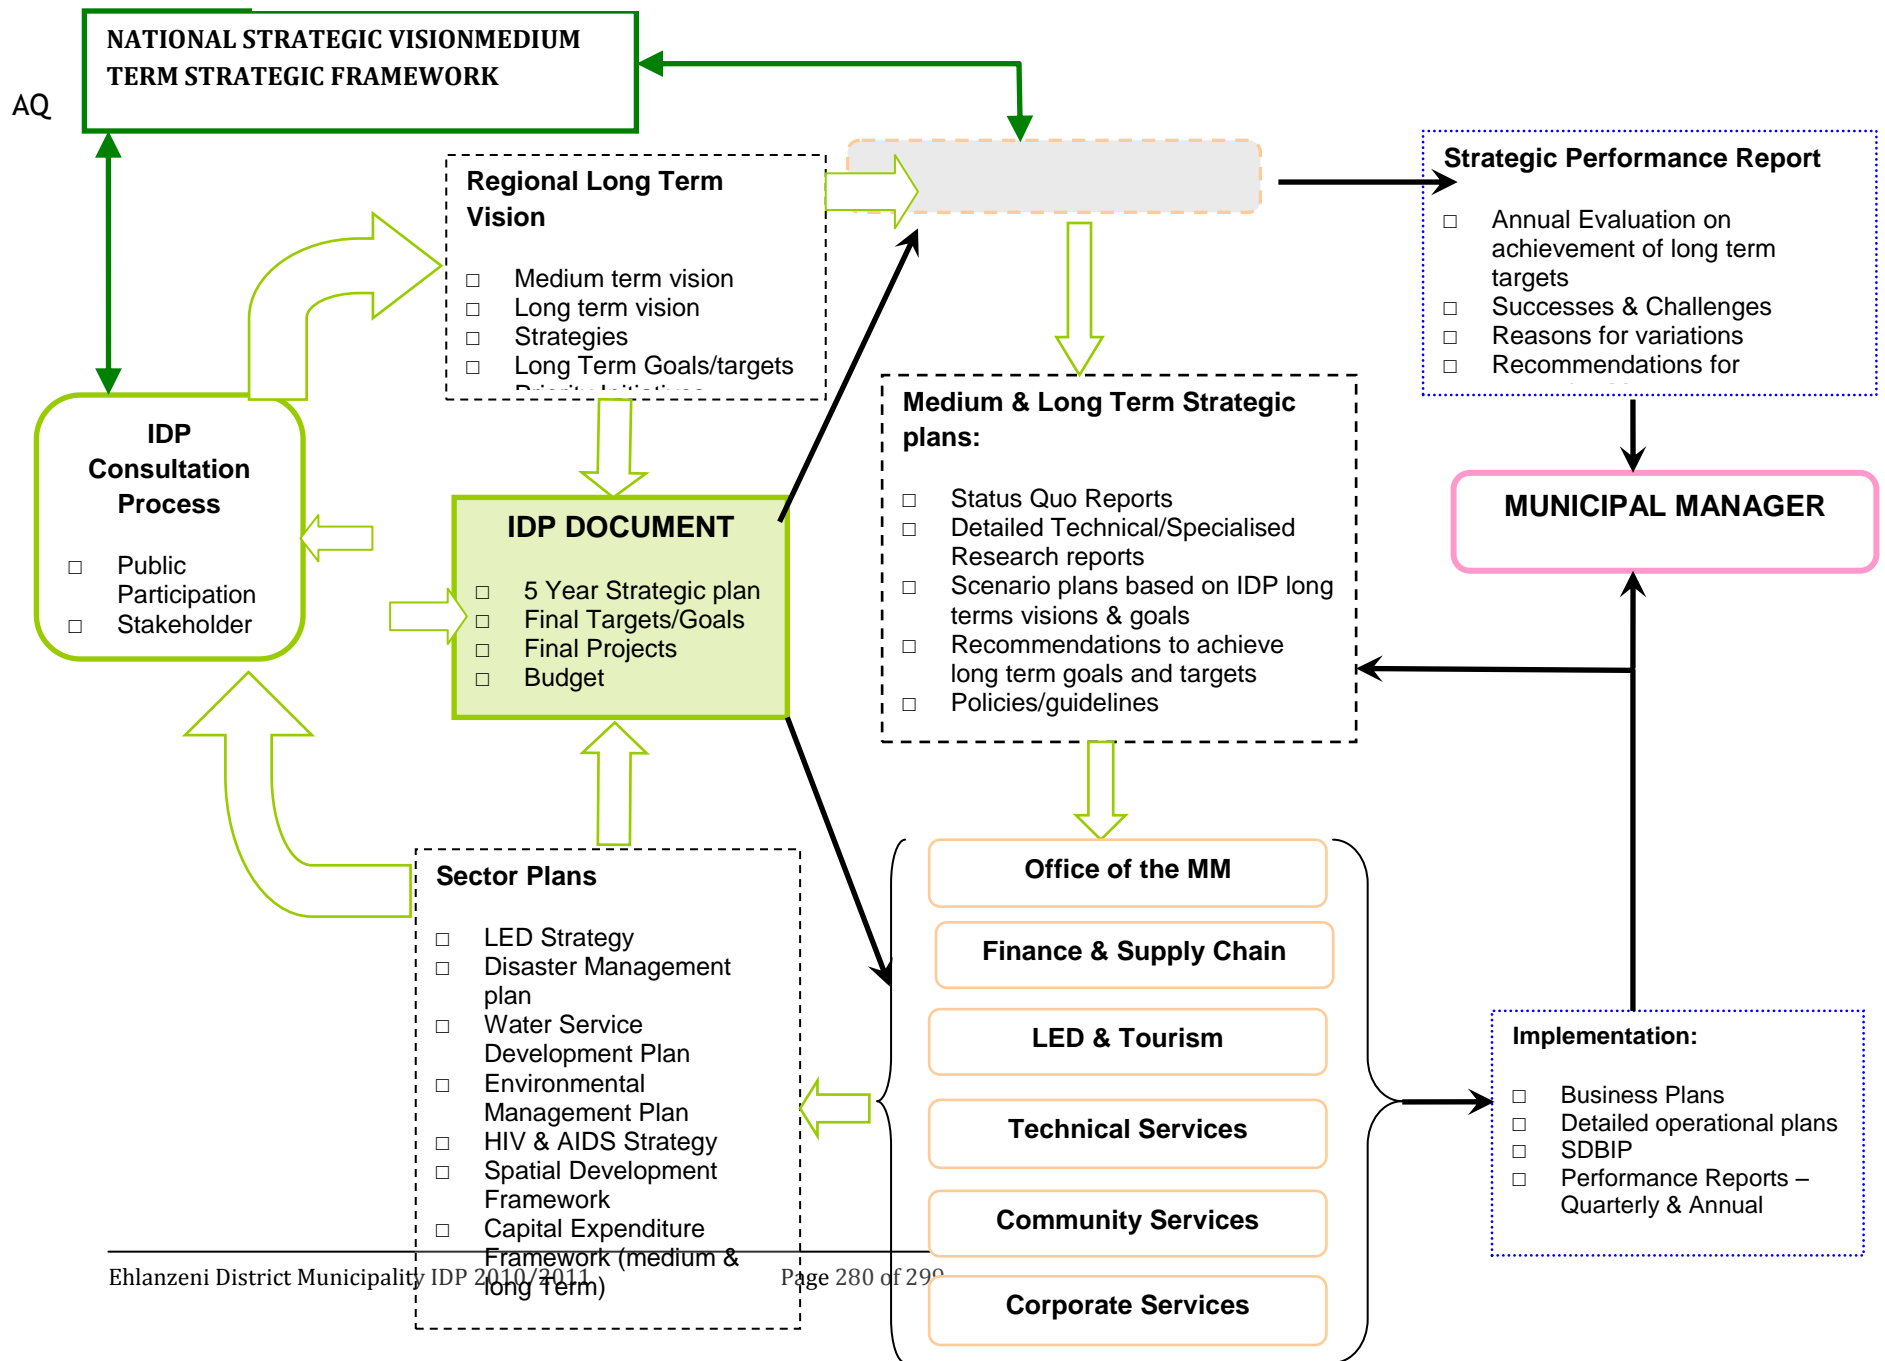 NATIONAL STRATEGIC VISIONMEDIUM
TERM STRATEGIC FRAMEWORK
AQ
Regional Long Term
Vision
□ Medium term vision
□ Long term vision
□ Strategies
□ Long Term Goals/targets
Priority Initiatives
Strategic Performance Report
□ Annual Evaluation on
achievement of long term
targets
□ Successes & Challenges
□ Reasons for variations
□ Recommendations for
IDP
Consultation
Process
□ Public
Participation
□ Stakeholder
IDP DOCUMENT
□ 5 Year Strategic plan
□ Final Targets/Goals
□ Final Projects
□ Budget
Medium & Long Term Strategic
plans:
□ Status Quo Reports
□ Detailed Technical/Specialised
Research reports
□ Scenario plans based on IDP long
terms visions & goals
□ Recommendations to achieve
long term goals and targets
□ Policies/guidelines
MUNICIPAL MANAGER
Sector Plans
□ LED Strategy
□ Disaster Management
plan
□ Water Service
Development Plan
□ Environmental
Management Plan
□ HIV & AIDS Strategy
□ Spatial Development
Framework
□ Capital Expenditure
Framework (medium &
long Term)
Office of the MM
Finance & Supply Chain
LED & Tourism
Technical Services
Community Services
Corporate Services
Implementation:
□ Business Plans
□ Detailed operational plans
□ SDBIP
□ Performance Reports –
Quarterly & Annual
Ehlanzeni District Municipality IDP 2010/2011 Page 280 of 299